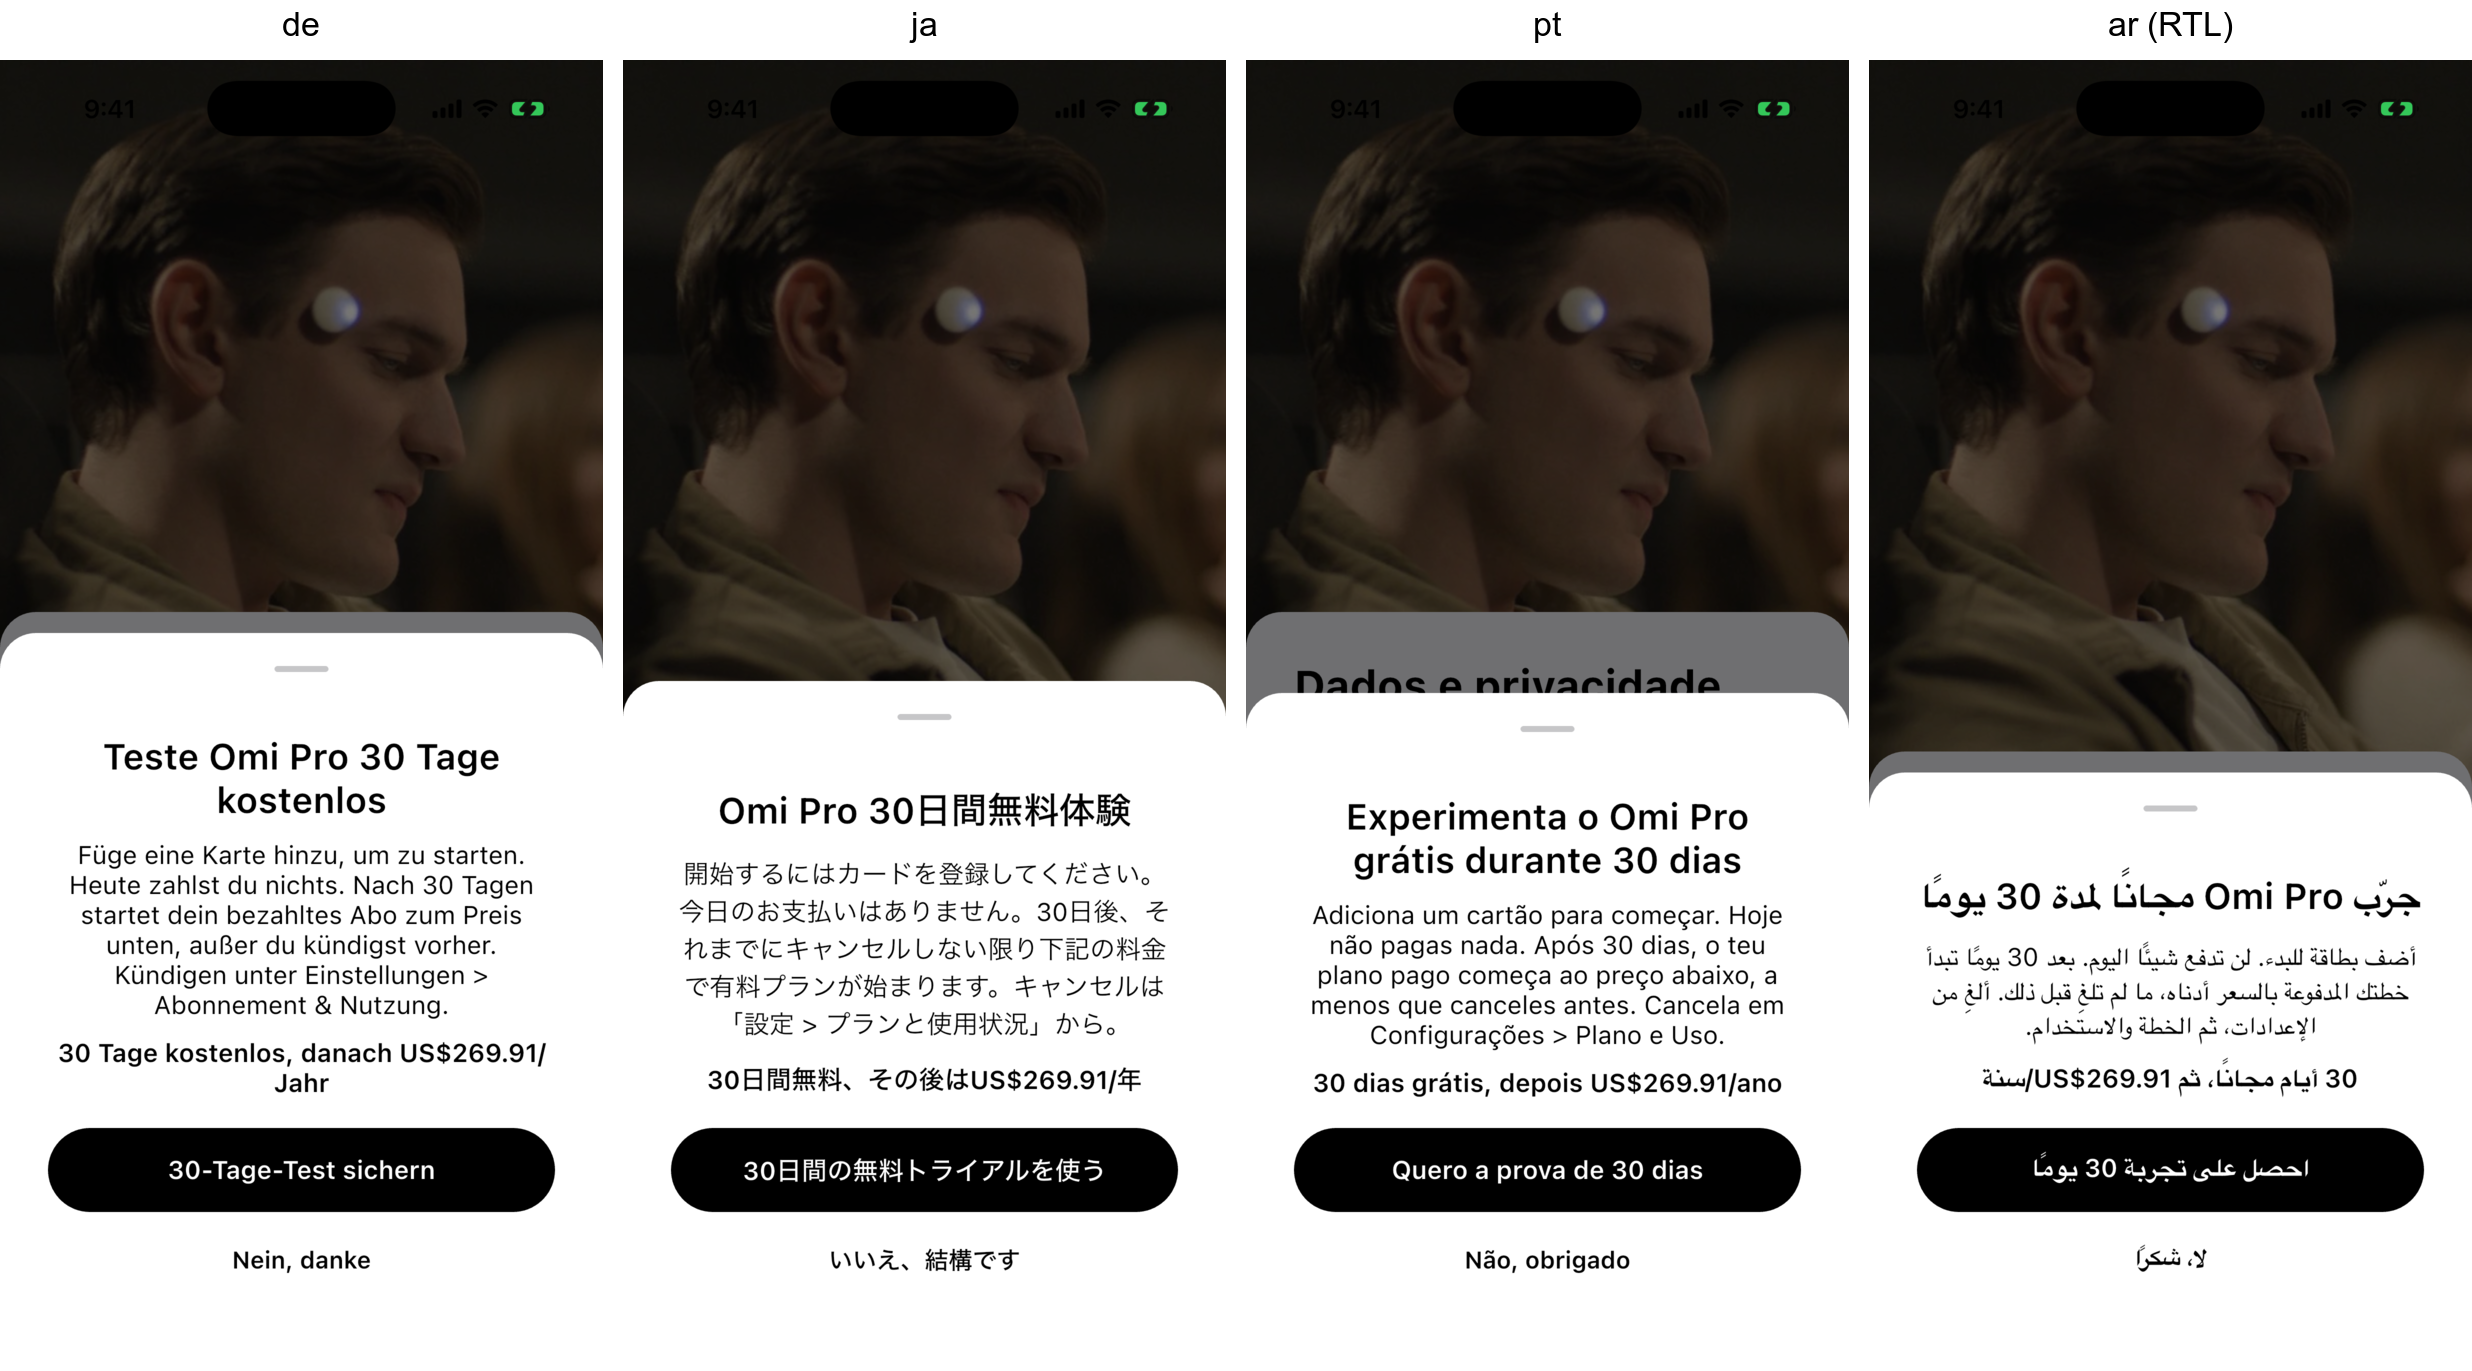 de
9:41
Teste Omi Pro 30 Tage
kostenlos
Füge eine Karte hinzu, um zu starten.
Heute zahlst du nichts. Nach 30 Tagen
startet dein bezahltes Abo zum Preis
unten, außer du kündigst vorher.
Kündigen unter Einstellungen >
Abonnement & Nutzung.
30 Tage kostenlos, danach US$269.91/
Jahr
30-Tage-Test sichern
Nein, danke
ja
9:41
Omi Pro 30日間無料体験
開始するにはカードを登録してください。
今日のお支払いはありません。30日後、そ
れまでにキャンセルしない限り下記の料金
で有料プランが始まります。キャンセルは
「設定 > プランと使用状況」から。
30日間無料、その後はUS$269.91/年
30日間の無料トライアルを使う
いいえ、結構です
pt
9:41
Dados e privacidade
Experimenta o Omi Pro
grátis durante 30 dias
Adiciona um cartão para começar. Hoje
não pagas nada. Após 30 dias, o teu
plano pago começa ao preço abaixo, a
menos que canceles antes. Cancela em
Configurações > Plano e Uso.
30 dias grátis, depois US$269.91/ano
Quero a prova de 30 dias
Não, obrigado
ar (RTL)
9:41
جرّب Omi Pro مجانًا لمدة 30 يومًا
أضف بطاقة للبدء. لن تدفع شيئًا اليوم. بعد 30 يومًا تبدأ
خطتك المدفوعة بالسعر أدناه، ما لم تلغِ قبل ذلك. ألغِ من
الإعدادات، ثم الخطة والاستخدام.
30 أيام مجانًا، ثم US$269.91/سنة
احصل على تجربة 30 يومًا
لا، شكرًا